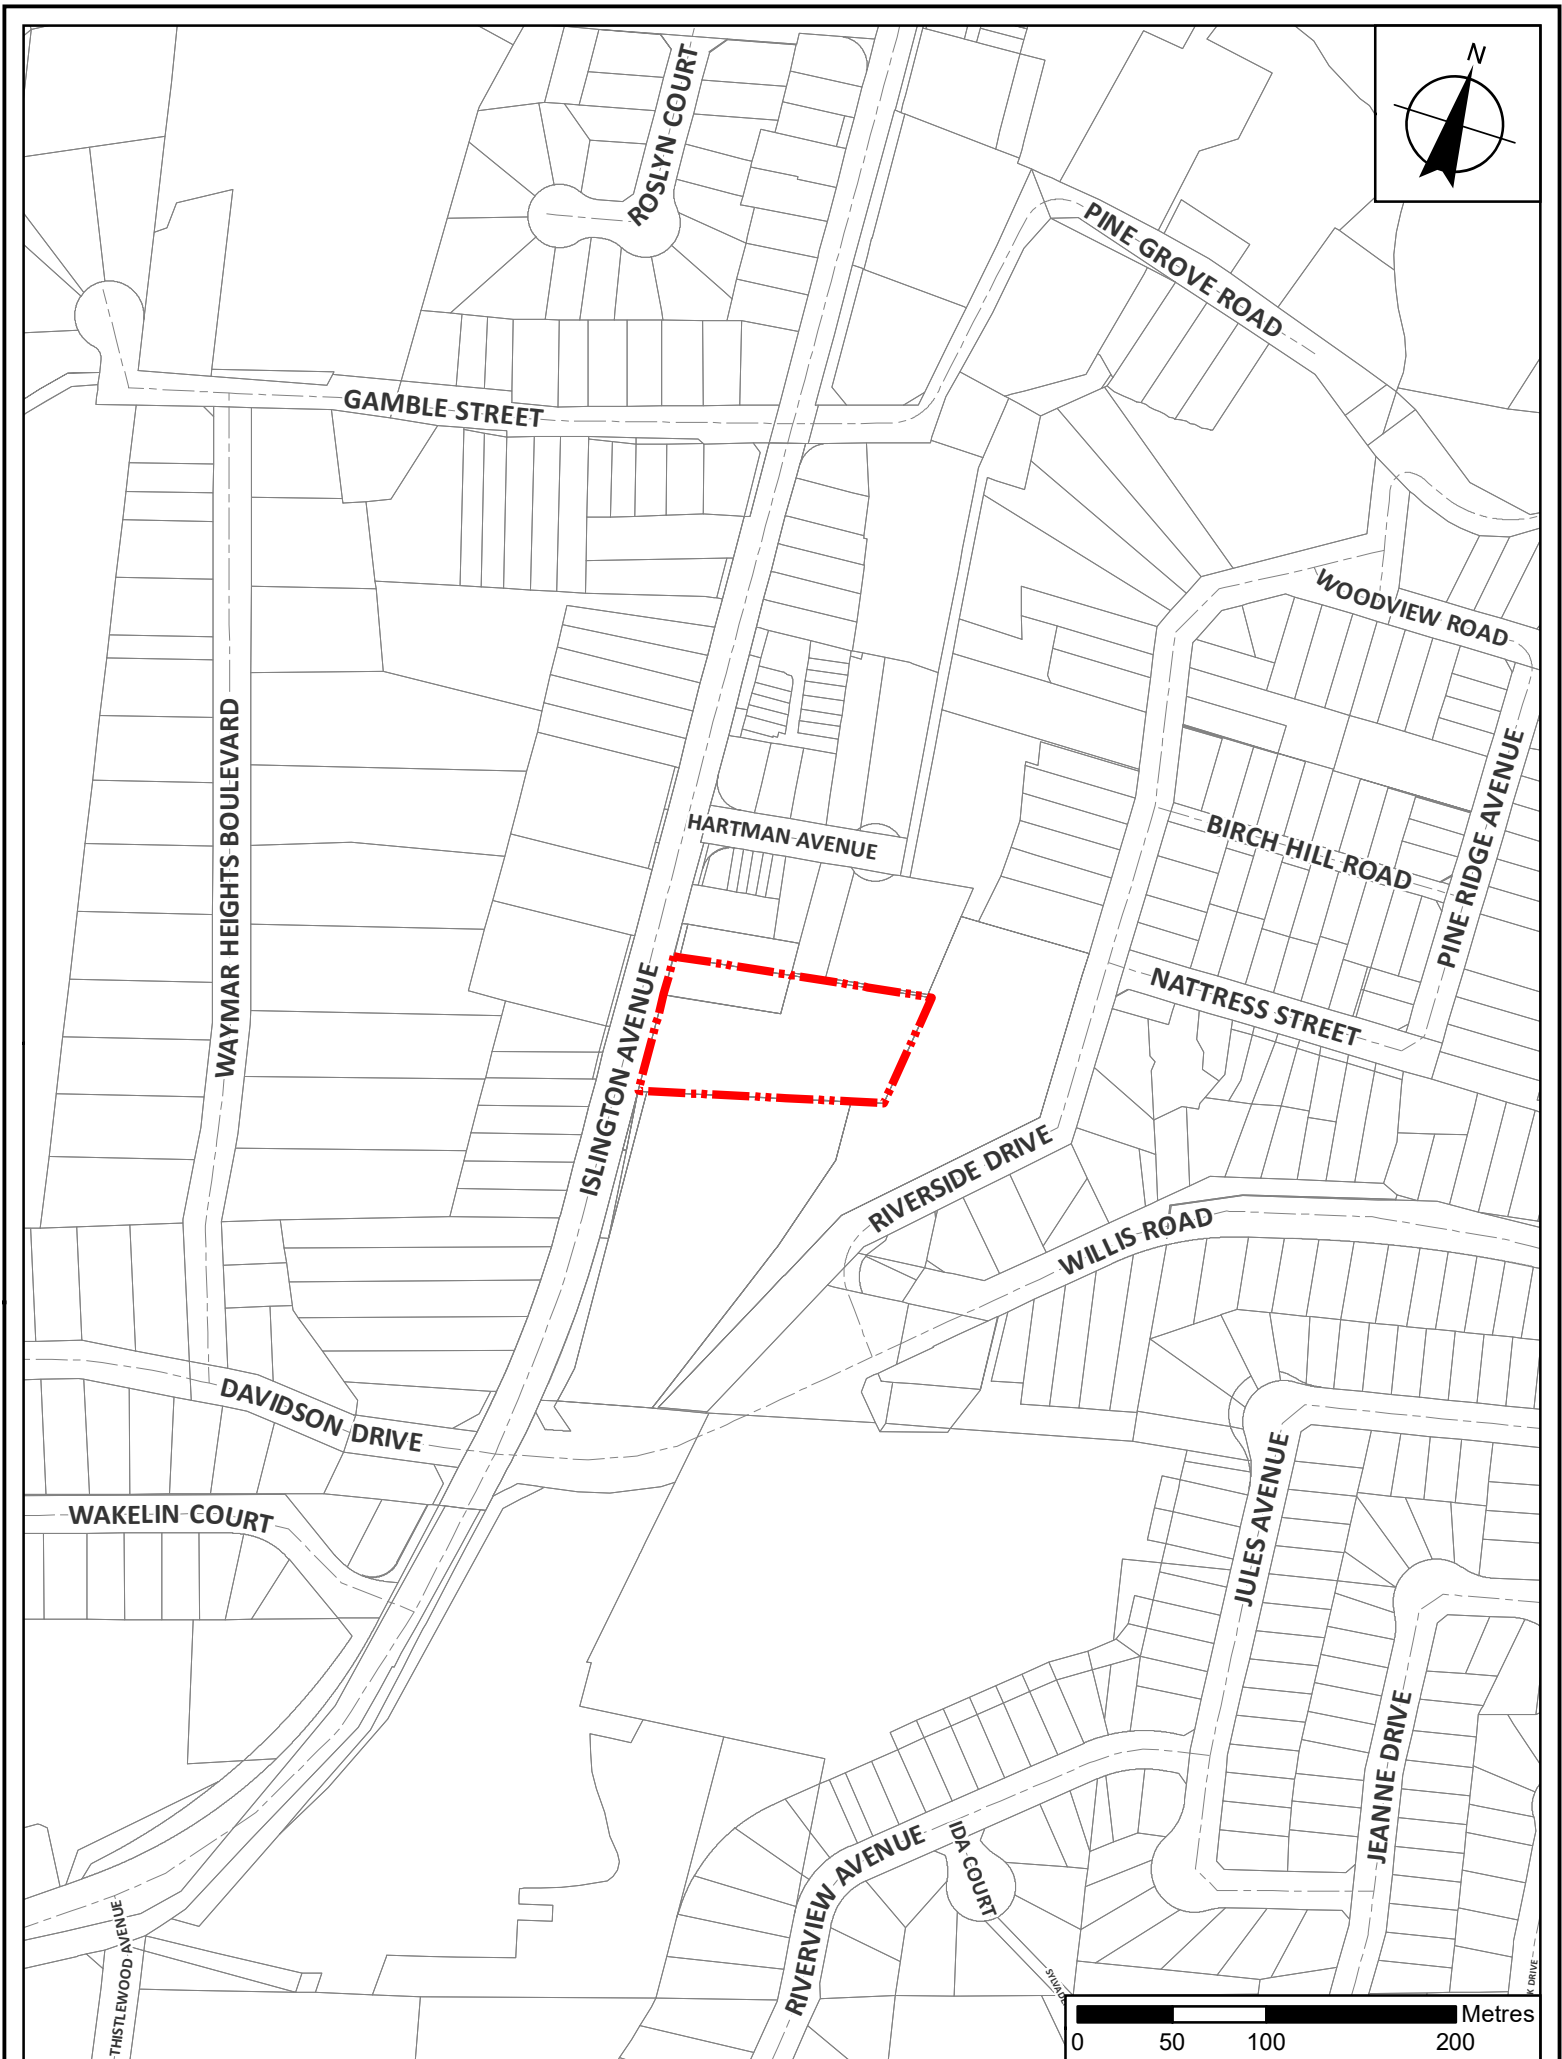 N
ROSLYN COURT
PINE GROVE ROAD
GAMBLE STREET
WOODVIEW ROAD
WAYMAR HEIGHTS BOULEVARD
PINE RIDGE AVENUE
HARTMAN AVENUE
BIRCH HILL ROAD
ISLINGTON AVENUE
NATTRESS STREET
RIVERSIDE DRIVE
WILLIS ROAD
DAVIDSON DRIVE
WAKELIN COURT
JULES AVENUE
JEANNE DRIVE
RIVERVIEW AVENUE
IDA COURT
THISTLEWOOD AVENUE
K DRIVE
Metres
0 50 100 200